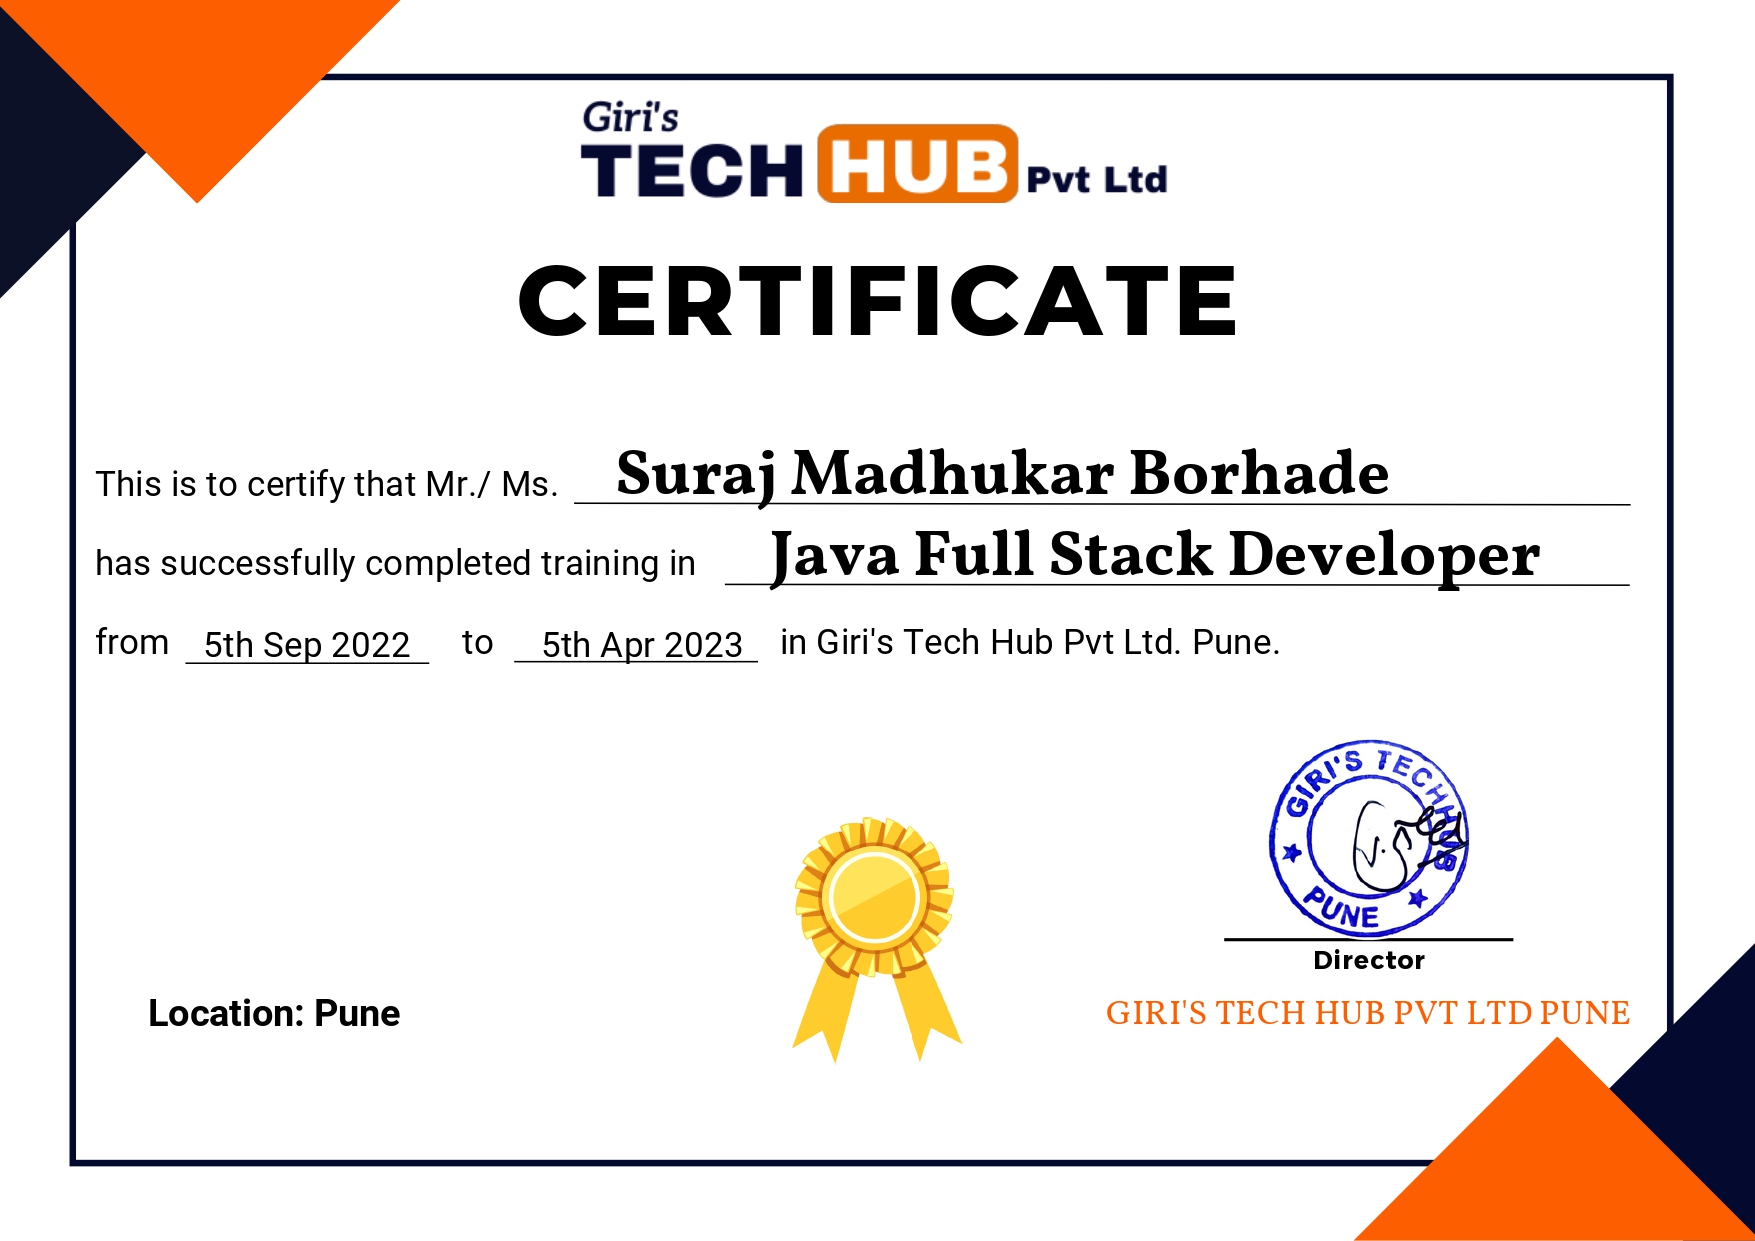 Giri's
TECH HUB Pvt Ltd
CERTIFICATE
This is to certify that Mr./ Ms. Suraj Madhukar Borhade
has successfully completed training in Java Full Stack Developer
from 5th Sep 2022 to 5th Apr 2023 in Giri's Tech Hub Pvt Ltd. Pune.
GIRI'S TECHHUB
PUNE
Director
Location: Pune
GIRI'S TECH HUB PVT LTD PUNE